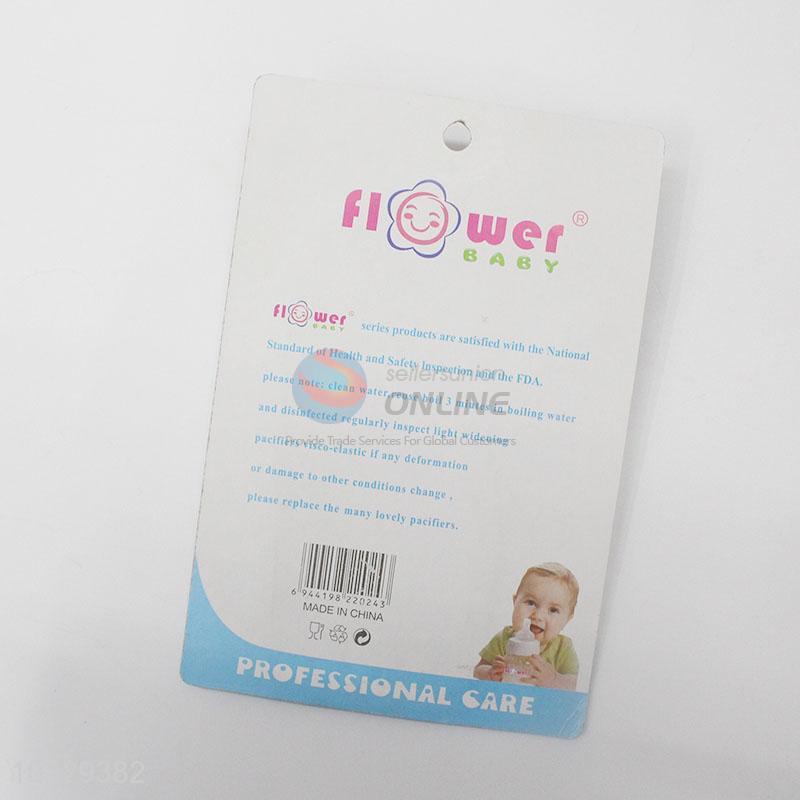 flower ®
BABY
flower ® BABY series products are satisfied with the National
Standard of Health and Safety Inspection and the FDA.
please note: clean water,reuse boil 3 minutes in boiling water
and disinfected regularly inspect light widening
pacifiers visco-elastic if any deformation
or damage to other conditions change ,
please replace the many lovely pacifiers.
sellersunion
ONLINE
Provide Trade Services For Global Customers
6 944198 220243
MADE IN CHINA
PROFESSIONAL CARE